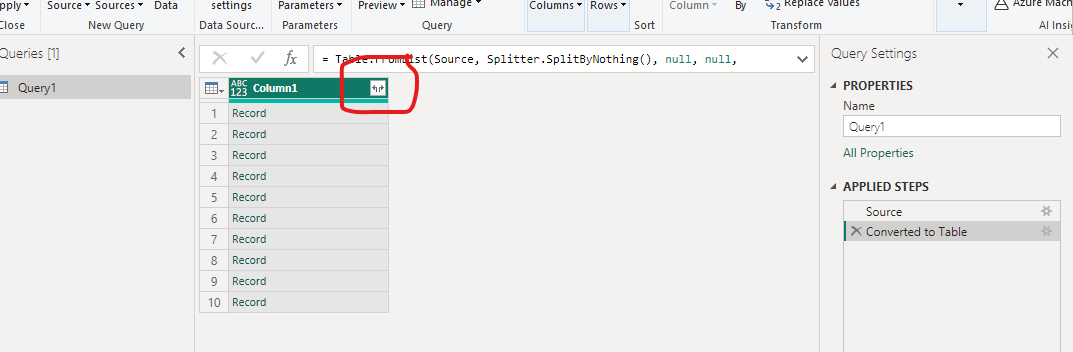 pply Source Sources Data settings Parameters Preview Manage Columns Rows Column By Replace Values Azure Mach
Close New Query Data Sourc... Parameters Query Sort Transform AI Insig
Queries [1]
= Table.FromList(Source, Splitter.SplitByNothing(), null, null,
Query Settings
Query1
ABC 123 Column1
1 Record
2 Record
3 Record
4 Record
5 Record
6 Record
7 Record
8 Record
9 Record
10 Record
PROPERTIES
Name
Query1
All Properties
APPLIED STEPS
Source
Converted to Table